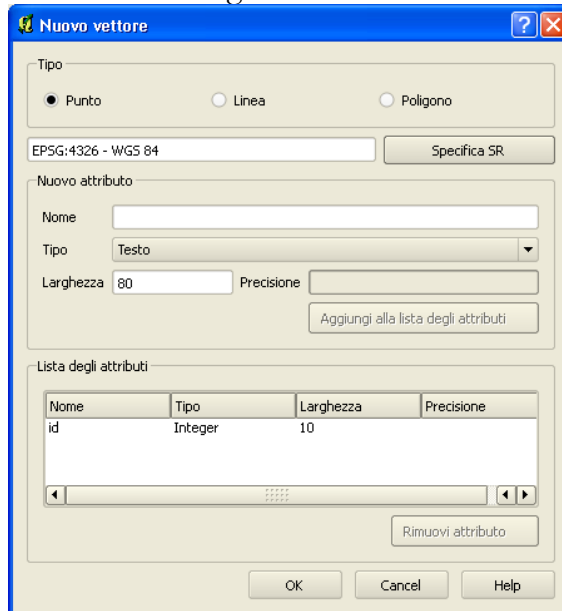 Nuovo vettore
Tipo
Punto Linea Poligono
EPSG:4326 - WGS 84 Specifica SR
Nuovo attributo
Nome
Tipo Testo
Larghezza 80 Precisione
Aggiungi alla lista degli attributi
Lista degli attributi
Nome Tipo Larghezza Precisione
id Integer 10
Rimuovi attributo
OK Cancel Help